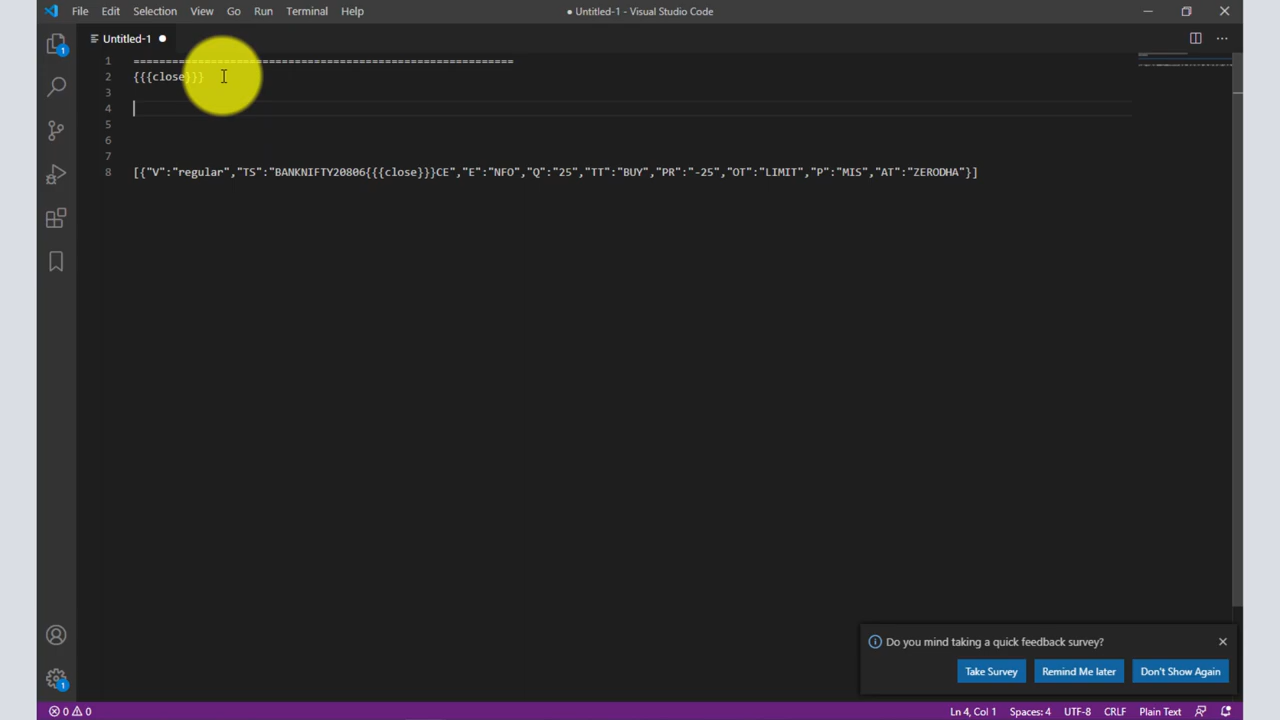 File Edit Selection View Go Run Terminal Help
● Untitled-1 - Visual Studio Code
Untitled-1 ●
1 ===========================================================
2 {{{close}}}
3
4
5
6
7
8 [{"V":"regular","TS":"BANKNIFTY20806{{{close}}}CE","E":"NFO","Q":"25","TT":"BUY","PR":"-25","OT":"LIMIT","P":"MIS","AT":"ZERODHA"}]
1
Do you mind taking a quick feedback survey?
Take Survey Remind Me later Don't Show Again
1
0 0 Ln 4, Col 1 Spaces: 4 UTF-8 CRLF Plain Text